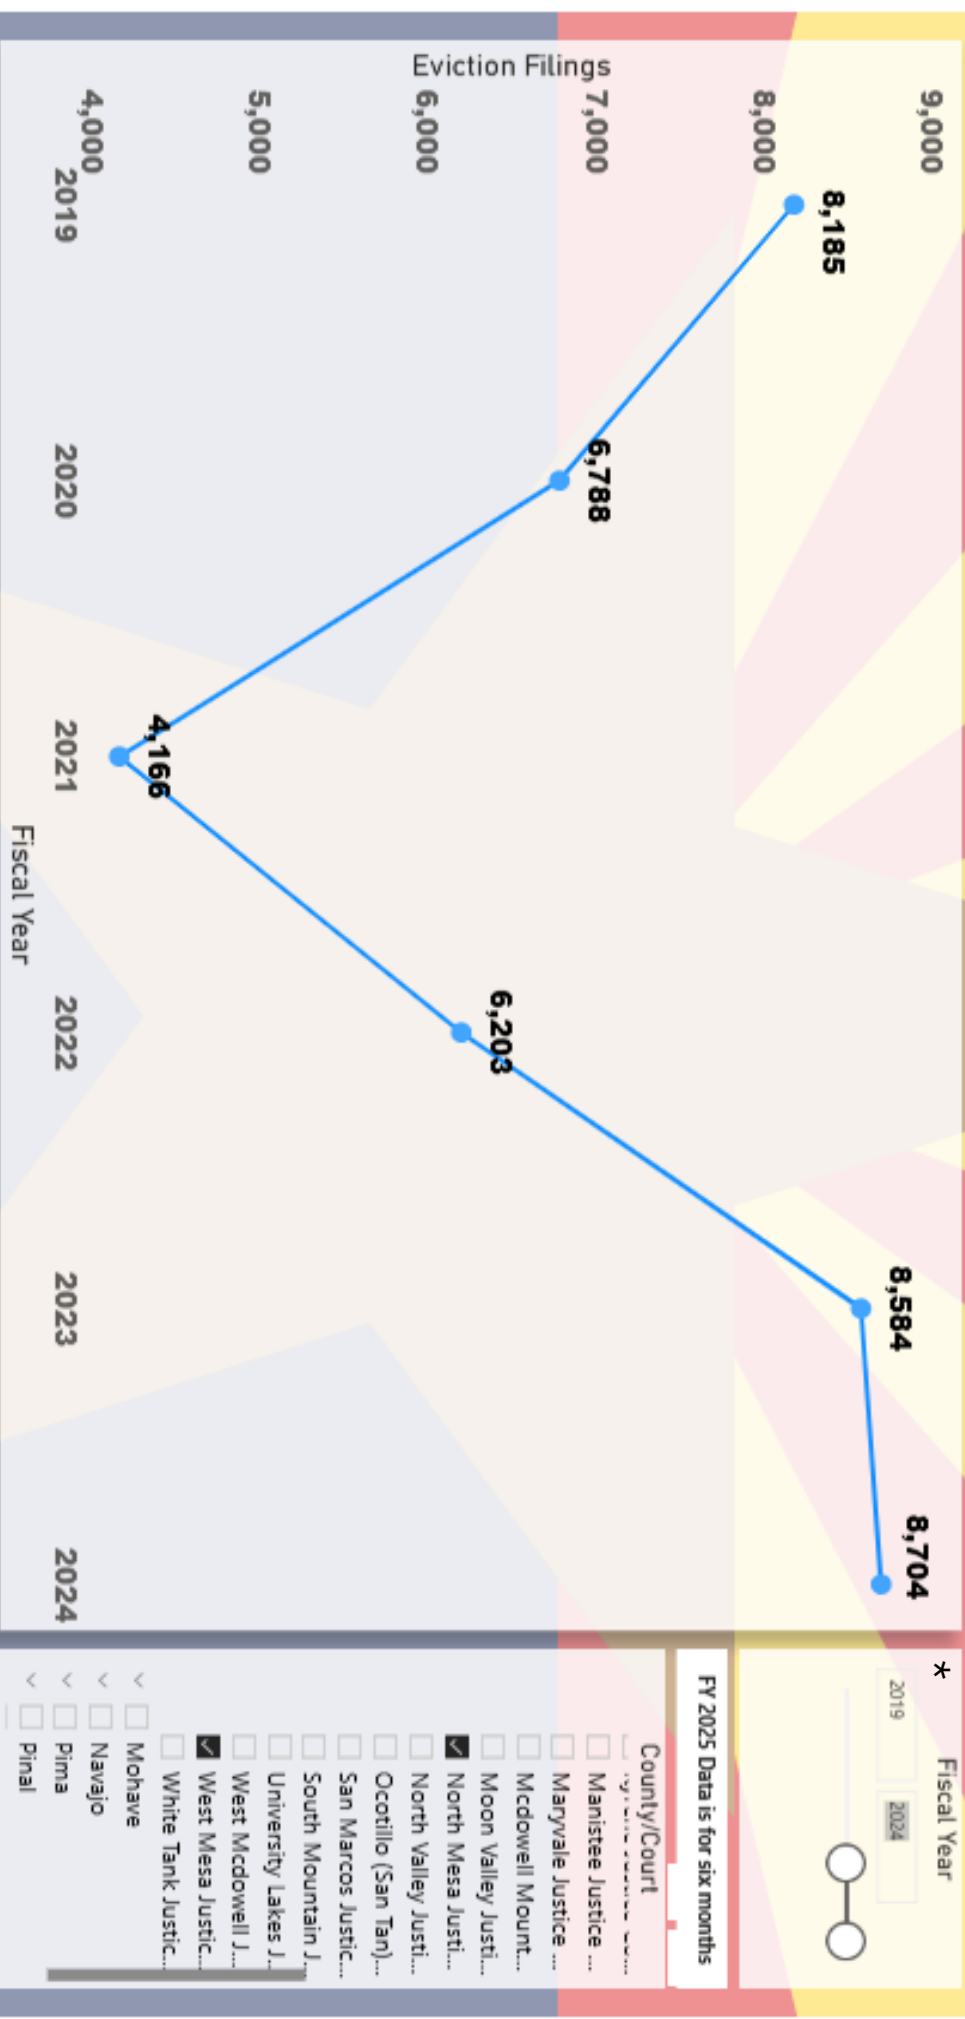 Eviction Filings
9,000
8,000
7,000
6,000
5,000
4,000
8,185
6,788
4,166
6,203
8,584
8,704
2019
2020
2021
2022
2023
2024
Fiscal Year
*
Fiscal Year
2019
2024
FY 2025 Data is for six months
County/Court
Manistee Justice ...
Maryvale Justice ...
Mcdowell Mount...
Moon Valley Justi...
North Mesa Justi...
North Valley Justi...
Ocotillo (San Tan)...
San Marcos Justic...
South Mountain J...
University Lakes J...
West Mcdowell J...
West Mesa Justic...
White Tank Justic...
Mohave
Navajo
Pima
Pinal